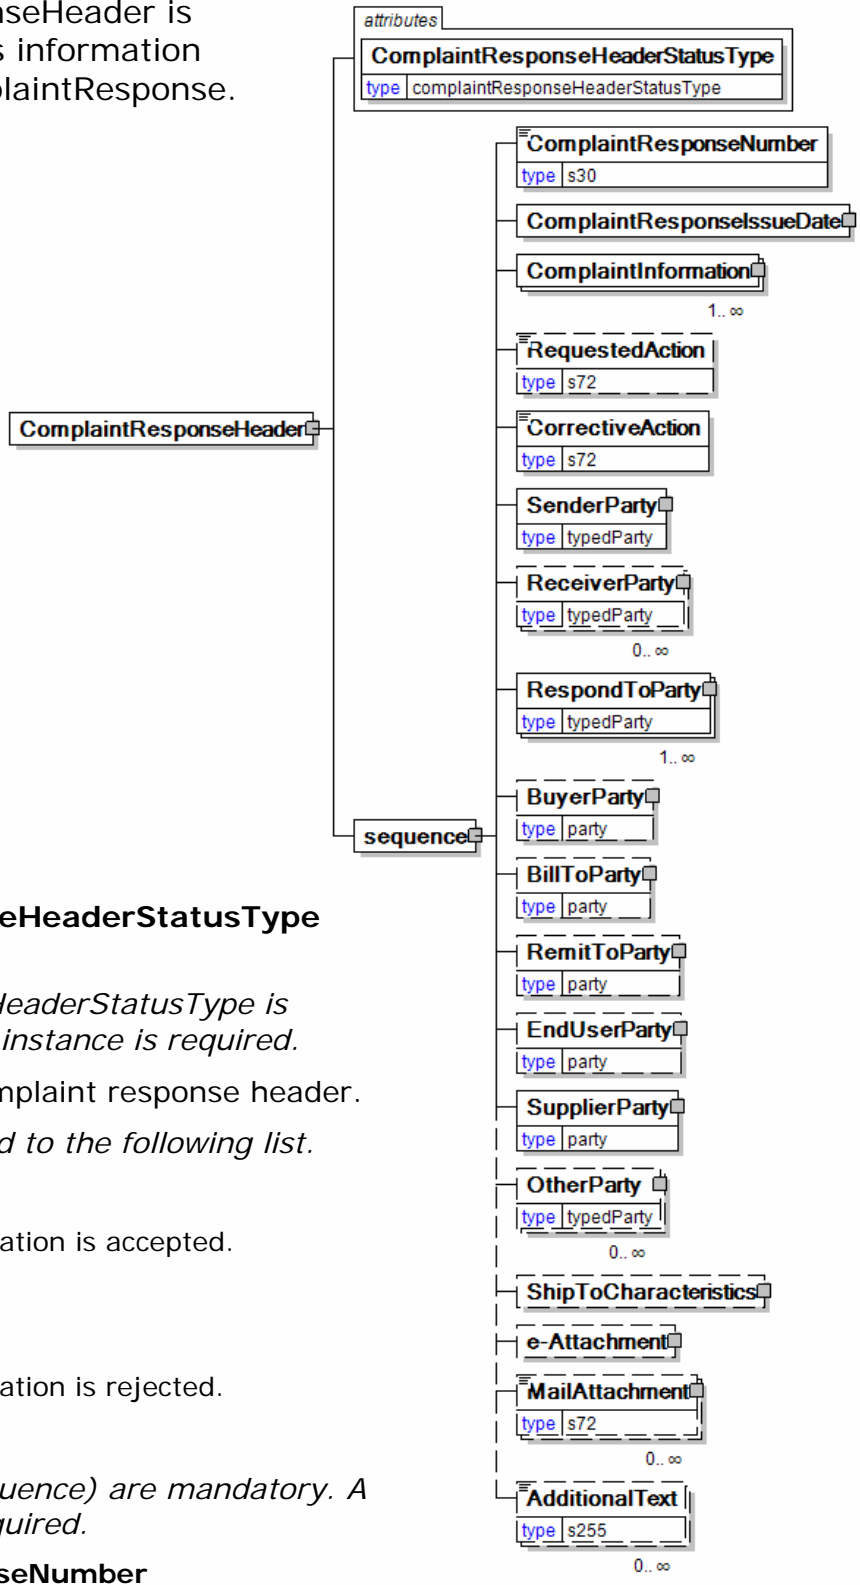 nseHeader is
s information
plaintResponse.
attributes
ComplaintResponseHeaderStatusType
type complaintResponseHeaderStatusType
ComplaintResponseNumber
type s30
ComplaintResponseIssueDate
ComplaintInformation
1..∞
RequestedAction
type s72
ComplaintResponseHeader
CorrectiveAction
type s72
SenderParty
type typedParty
ReceiverParty
type typedParty
0..∞
RespondToParty
type typedParty
1..∞
BuyerParty
type party
sequence
BillToParty
type party
RemitToParty
type party
EndUserParty
type party
SupplierParty
type party
OtherParty
type typedParty
0..∞
ShipToCharacteristics
e-Attachment
MailAttachment
type s72
0..∞
AdditionalText
type s255
0..∞
eHeaderStatusType
HeaderStatusType is
instance is required.
mplaint response header.
d to the following list.
ation is accepted.
ation is rejected.
uence) are mandatory. A
quired.
seNumber